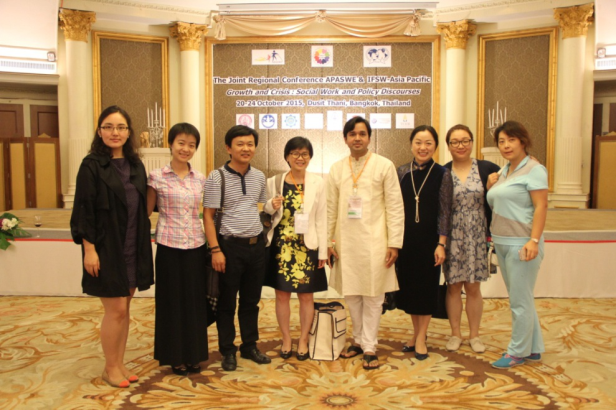 The Joint Regional Conference APASWE & IFSW-Asia Pacific
Growth and Crisis : Social Work and Policy Discourses
20-24 October 2015, Dusit Thani, Bangkok, Thailand